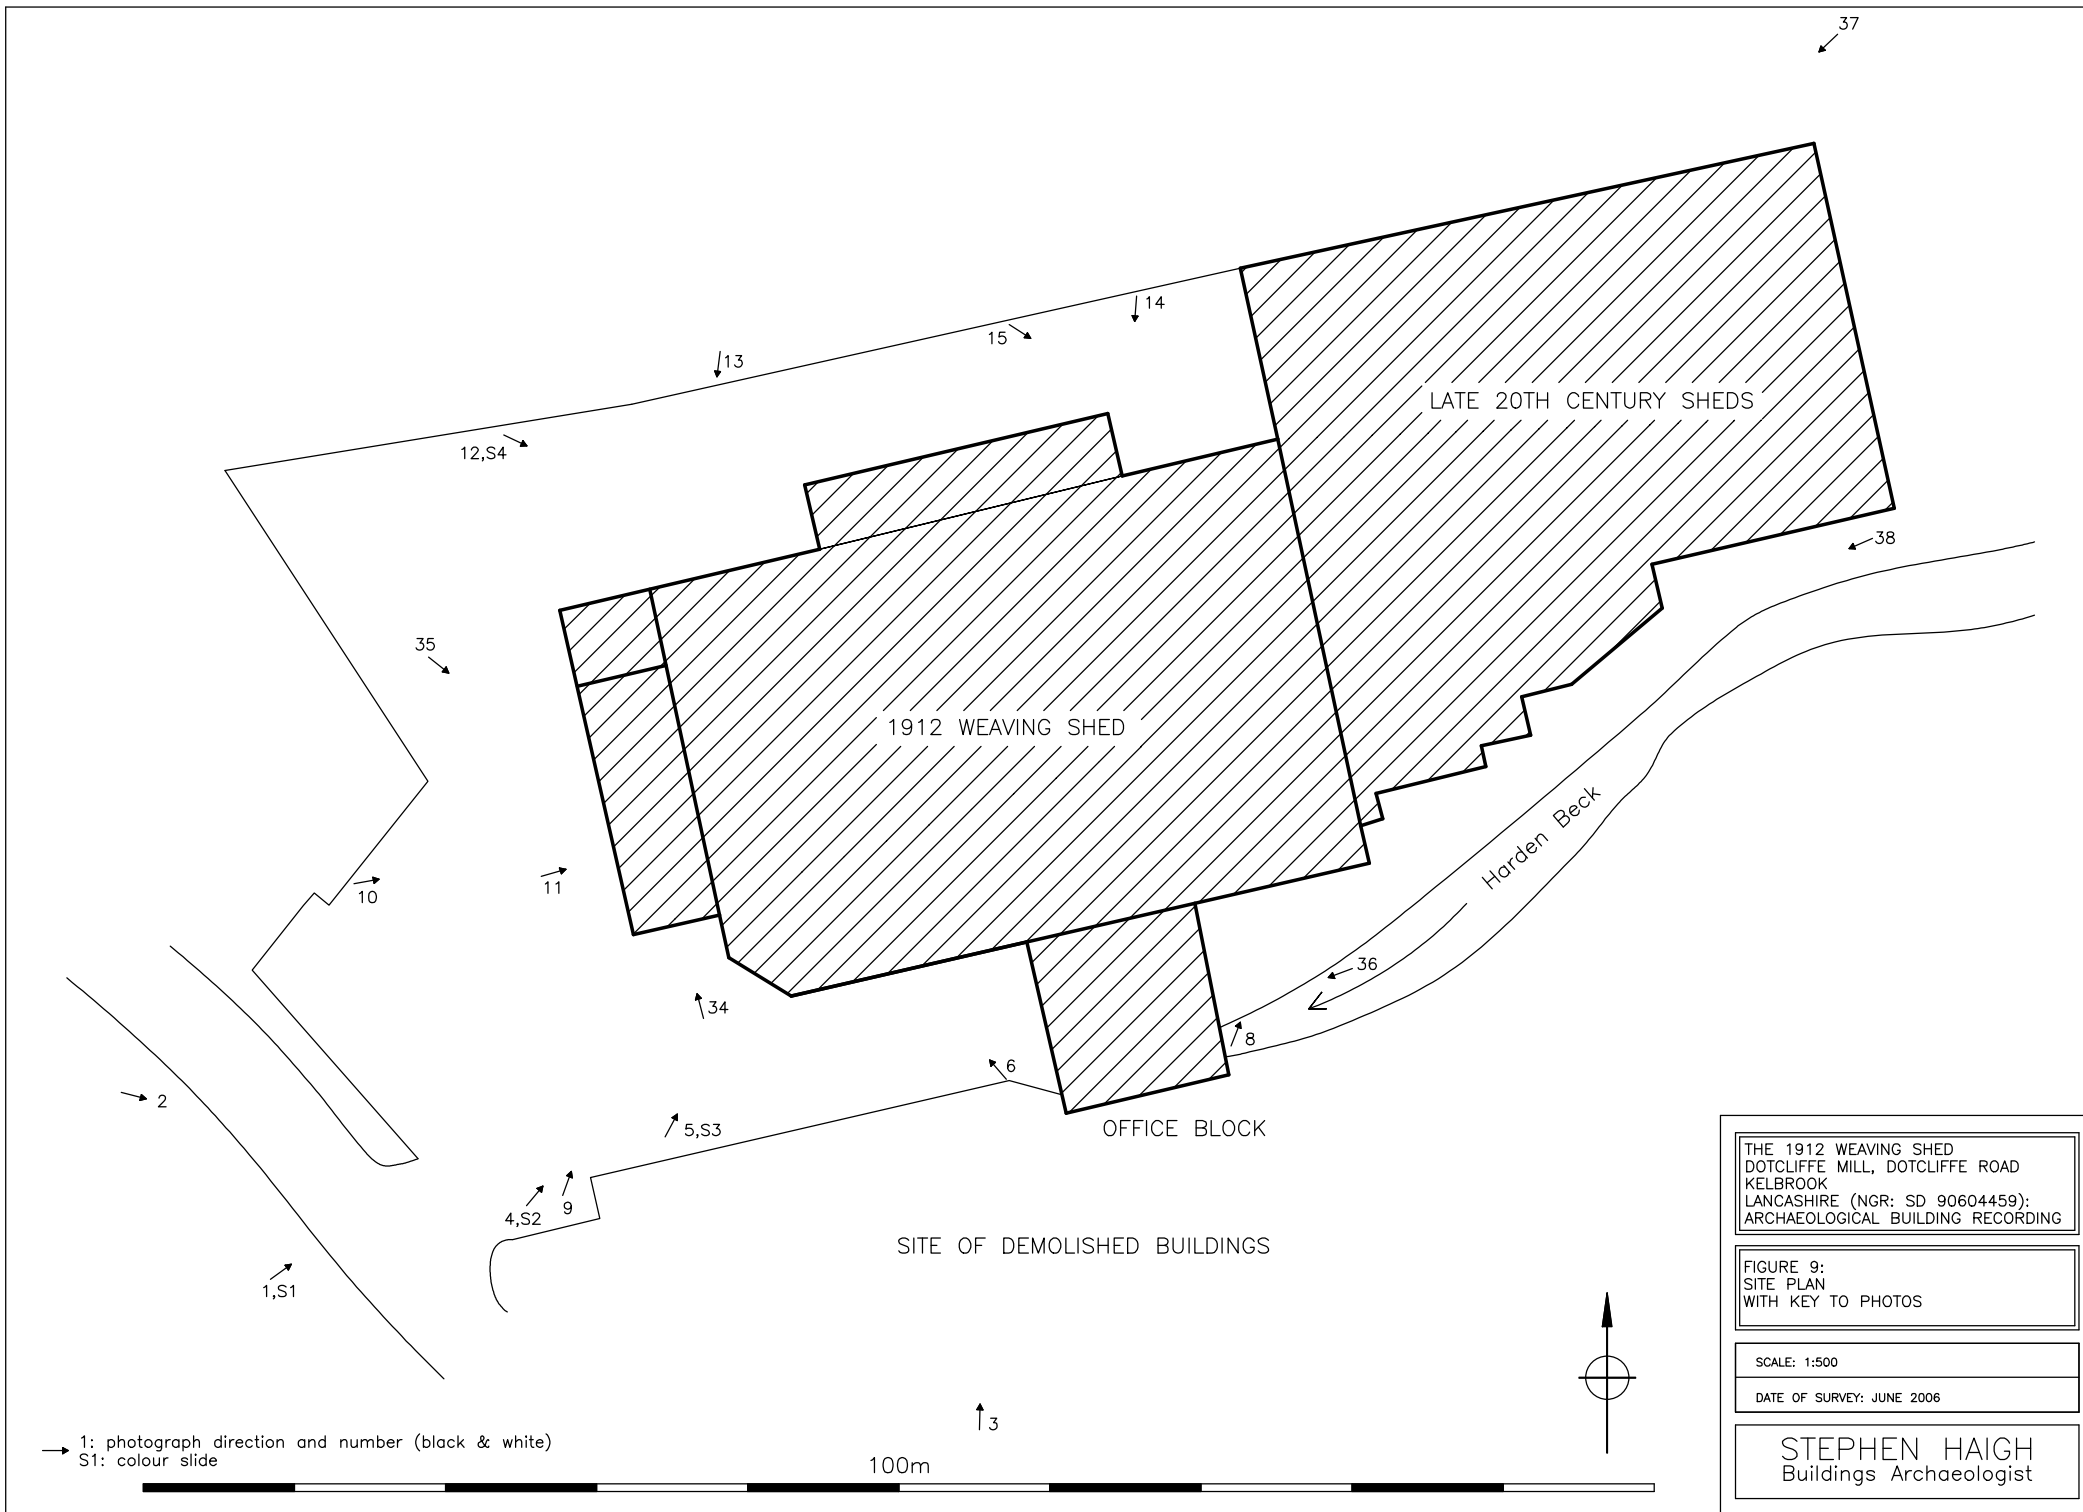 37
14
15
13
12,S4
LATE 20TH CENTURY SHEDS
38
35
1912 WEAVING SHED
Harden Beck
11
10
36
34
8
6
2
5,S3
OFFICE BLOCK
9
4,S2
SITE OF DEMOLISHED BUILDINGS
1,S1
3
1: photograph direction and number (black & white)
S1: colour slide
100m
THE 1912 WEAVING SHED
DOTCLIFFE MILL, DOTCLIFFE ROAD
KELBROOK
LANCASHIRE (NGR: SD 90604459):
ARCHAEOLOGICAL BUILDING RECORDING
FIGURE 9:
SITE PLAN
WITH KEY TO PHOTOS
SCALE: 1:500
DATE OF SURVEY: JUNE 2006
STEPHEN HAIGH
Buildings Archaeologist